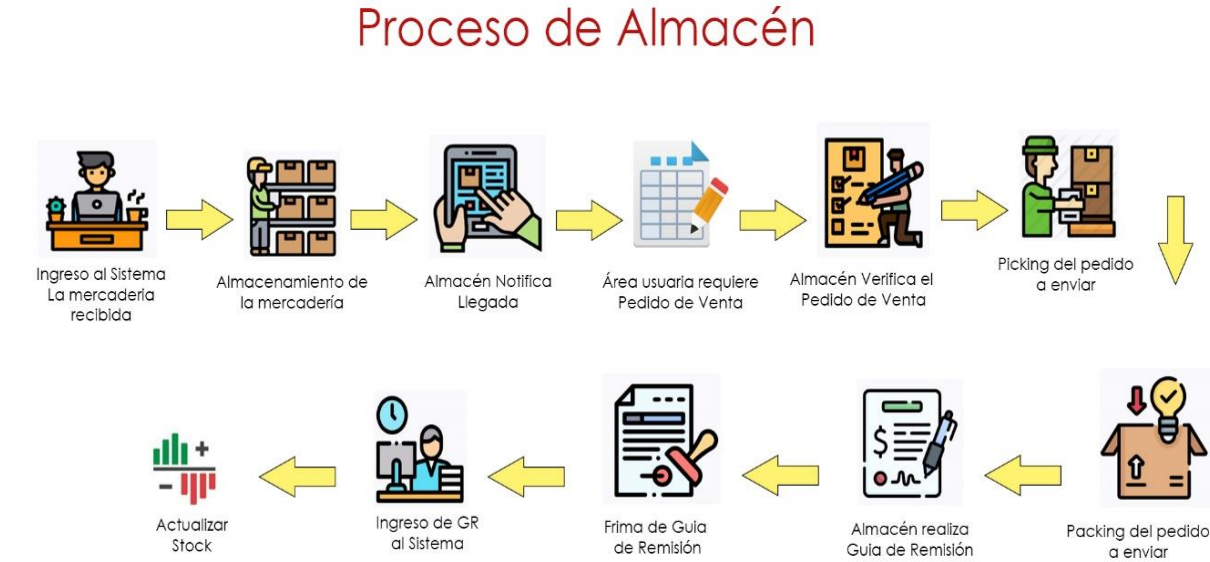 Proceso de Almacén
Ingreso al Sistema
La mercaderia
recibida
Almacenamiento de
la mercadería
Almacén Notifica
Llegada
Área usuaria requiere
Pedido de Venta
Almacén Verifica el
Pedido de Venta
Picking del pedido
a enviar
Actualizar
Stock
Ingreso de GR
al Sistema
Frima de Guia
de Remisión
Almacén realiza
Guia de Remisión
Packing del pedido
a enviar